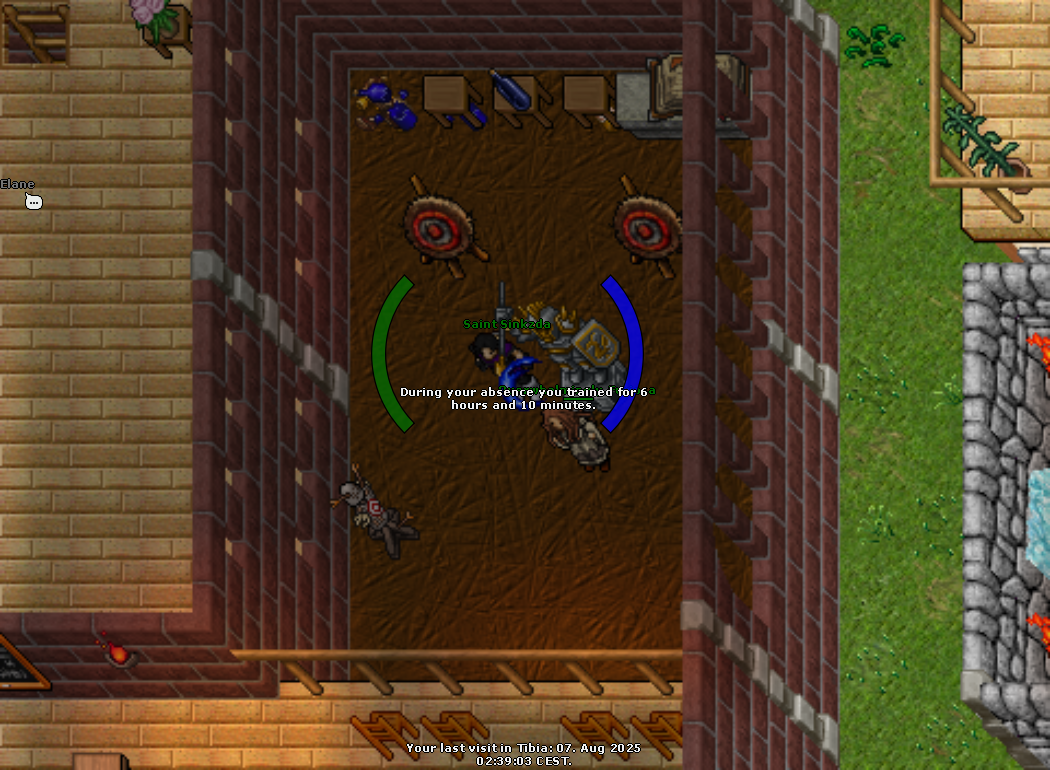 Elane
Saint Sinkzda
During your absence you trained for 6
hours and 10 minutes.
Your last visit in Tibia: 07. Aug 2025
02:39:03 CEST.